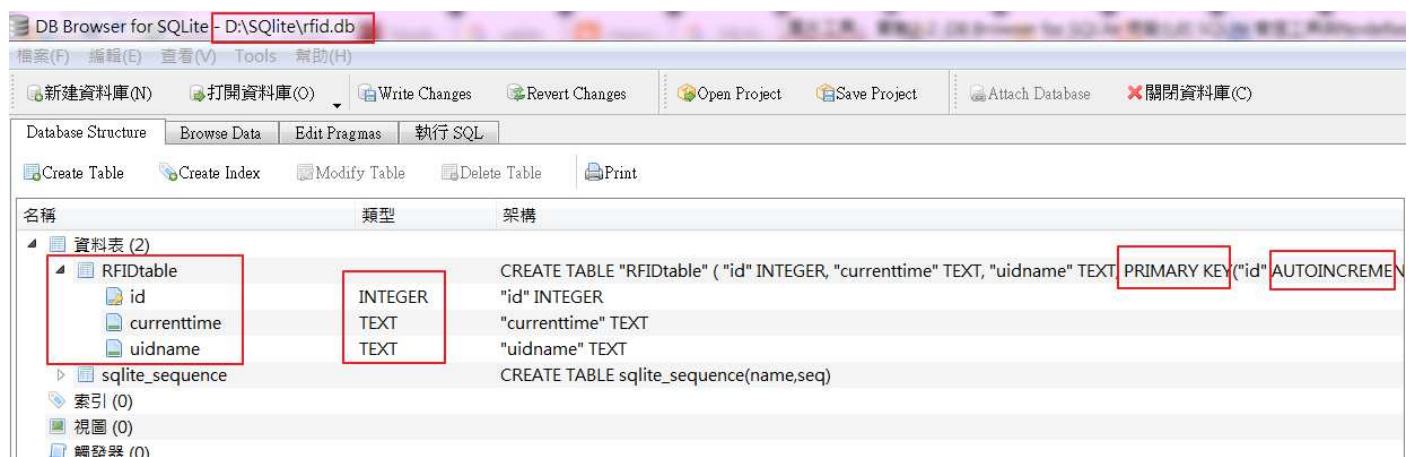 DB Browser for SQLite - D:\SQlite\rfid.db
檔案(F) 編輯(E) 查看(V) Tools 幫助(H)
新建資料庫(N) 打開資料庫(O) Write Changes Revert Changes Open Project Save Project Attach Database 關閉資料庫(C)
Database Structure Browse Data Edit Pragmas 執行 SQL
Create Table Create Index Modify Table Delete Table Print
名稱 類型 架構
資料表 (2)
RFIDtable CREATE TABLE "RFIDtable" ( "id" INTEGER, "currenttime" TEXT, "uidname" TEXT, PRIMARY KEY("id" AUTOINCREMEN
id INTEGER "id" INTEGER
currenttime TEXT "currenttime" TEXT
uidname TEXT "uidname" TEXT
sqlite_sequence CREATE TABLE sqlite_sequence(name,seq)
索引 (0)
視圖 (0)
觸發器 (0)